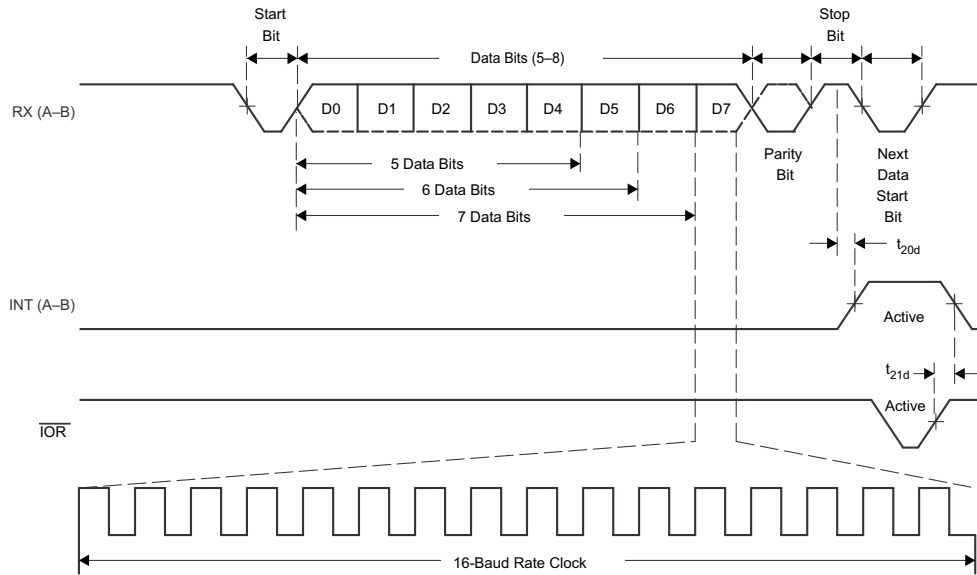 Start
Bit
Stop
Bit
Data Bits (5–8)
RX (A–B)
D0
D1
D2
D3
D4
D5
D6
D7
5 Data Bits
6 Data Bits
7 Data Bits
Parity
Bit
Next
Data
Start
Bit
t20d
INT (A–B)
Active
t21d
Active
IOR
16-Baud Rate Clock